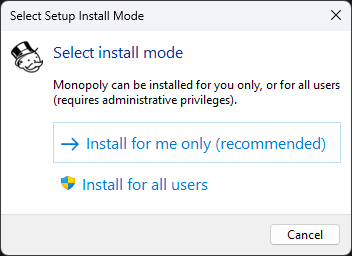 Select Setup Install Mode
Select install mode
Monopoly can be installed for you only, or for all users
(requires administrative privileges).
Install for me only (recommended)
Install for all users
Cancel